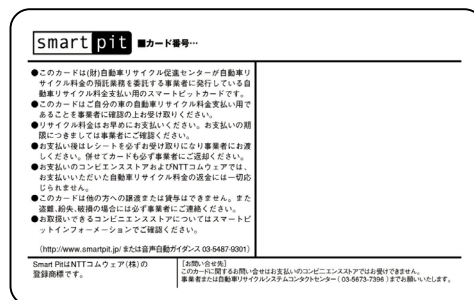 smart pit ■カード番号…
●このカードは(財)自動車リサイクル促進センターが自動車リ
サイクル料金の預託業務を委託する事業者に発行している自
動車リサイクル料金支払い用のスマートピットカードです。
●このカードはご自分の車の自動車リサイクル料金支払い用で
あることを事業者に確認の上お受け取りください。
●リサイクル料金はお早めにお支払いください。お支払いの期
限につきましては事業者にご確認ください。
●お支払い後はレシートを必ずお受け取りになり事業者にお渡
しください。併せてカードも必ず事業者にご返却ください。
●お支払いのコンビエンスストアおよびNTTコムウェアでは、
お支払いいただいた自動車リサイクル料金の返金には一切応
じられません。
●このカードは他の方への譲渡または貸与はできません。また
盗難、紛失、破損の場合には必ず事業者にご連絡ください。
●お取扱いできるコンビニエンスストアについてはスマートピ
ットインフォメーションでご確認ください。
(http://www.smartpit.jp/ または音声自動ガイダンス 03-5487-9301)
Smart PitはNTTコムウェア(株)の
登録商標です。
[お問い合せ先]
このカードに関するお問い合せはお支払いのコンビニエンスストアではお受けできません。
事業者または自動車リサイクルシステムコンタクトセンター(03-5673-7396)までお願いいたします。